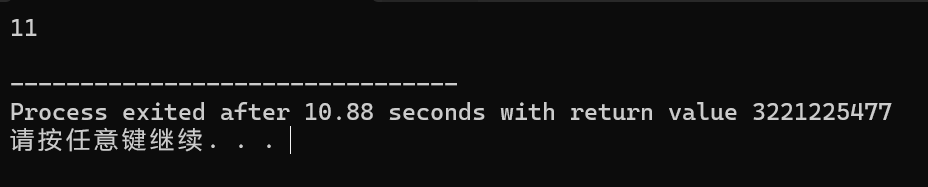 11
--------------------------------
Process exited after 10.88 seconds with return value 3221225477
请按任意键继续. . .